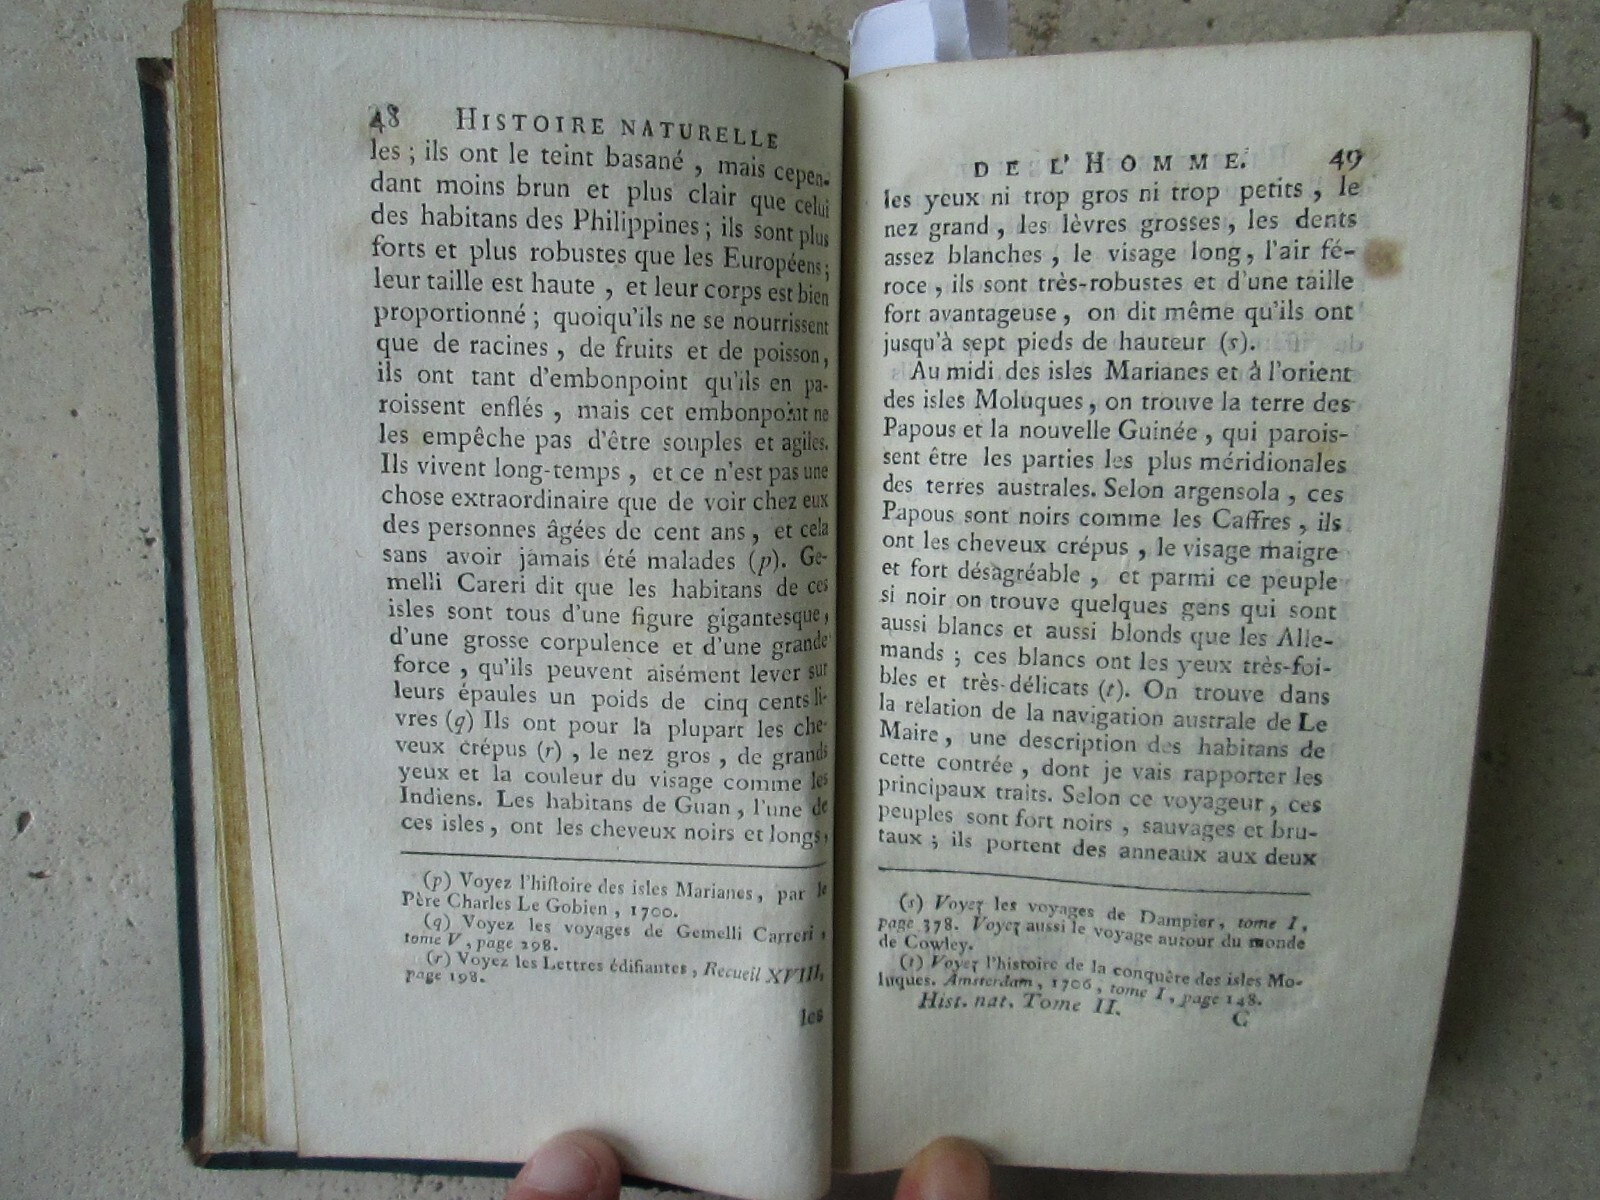 48 HISTOIRE NATURELLE
les ; ils ont le teint basané , mais cepen-
dant moins brun et plus clair que celui
des habitans des Philippines ; ils sont plus
forts et plus robustes que les Européens ;
leur taille est haute , et leur corps est bien
proportionné ; quoiqu'ils ne se nourrissent
que de racines , de fruits et de poisson ,
ils ont tant d'embonpoint qu'ils en pa-
roissent enflés , mais cet embonpoint ne
les empêche pas d'être souples et agiles.
Ils vivent long-temps , et ce n'est pas une
chose extraordinaire que de voir chez eux
des personnes âgées de cent ans , et cela
sans avoir jamais été malades (p). Ge-
melli Careri dit que les habitans de ces
isles sont tous d'une figure gigantesque ,
d'une grosse corpulence et d'une grande
force , qu'ils peuvent aisément lever sur
leurs épaules un poids de cinq cents li-
vres (q) Ils ont pour la plupart les che-
veux crépus (r) , le nez gros , de grands
yeux et la couleur du visage comme les
Indiens. Les habitans de Guan , l'une de
ces isles , ont les cheveux noirs et longs ,
(p) Voyez l'histoire des isles Marianes , par le
Père Charles Le Gobien , 1700.
(q) Voyez les voyages de Gemelli Carreri ,
tome V , page 298.
(r) Voyez les Lettres édifiantes , Recueil XVIII,
page 198.
les
DE L'HOMME. 49
les yeux ni trop gros ni trop petits , le
nez grand , les lèvres grosses , les dents
assez blanches , le visage long , l'air fé-
roce , ils sont très-robustes et d'une taille
fort avantageuse , on dit même qu'ils ont
jusqu'à sept pieds de hauteur (s).
Au midi des isles Marianes et à l'orient
des isles Moluques , on trouve la terre des
Papous et la nouvelle Guinée , qui parois-
sent être les parties les plus méridionales
des terres australes. Selon argensola , ces
Papous sont noirs comme les Caffres , ils
ont les cheveux crépus , le visage maigre
et fort désagréable , et parmi ce peuple
si noir on trouve quelques gens qui sont
aussi blancs et aussi blonds que les Alle-
mands ; ces blancs ont les yeux très-foi-
bles et très-délicats (t). On trouve dans
la relation de la navigation australe de Le
Maire , une description des habitans de
cette contrée , dont je vais rapporter les
principaux traits. Selon ce voyageur , ces
peuples sont fort noirs , sauvages et bru-
taux ; ils portent des anneaux aux deux
(s) Voyez les voyages de Dampier, tome I,
page 378. Voyez aussi le voyage autour du monde
de Cowley.
(t) Voyez l'histoire de la conquête des isles Mo-
luques. Amsterdam , 1706 , tome I , page 148.
Hist. nat. Tome II. C